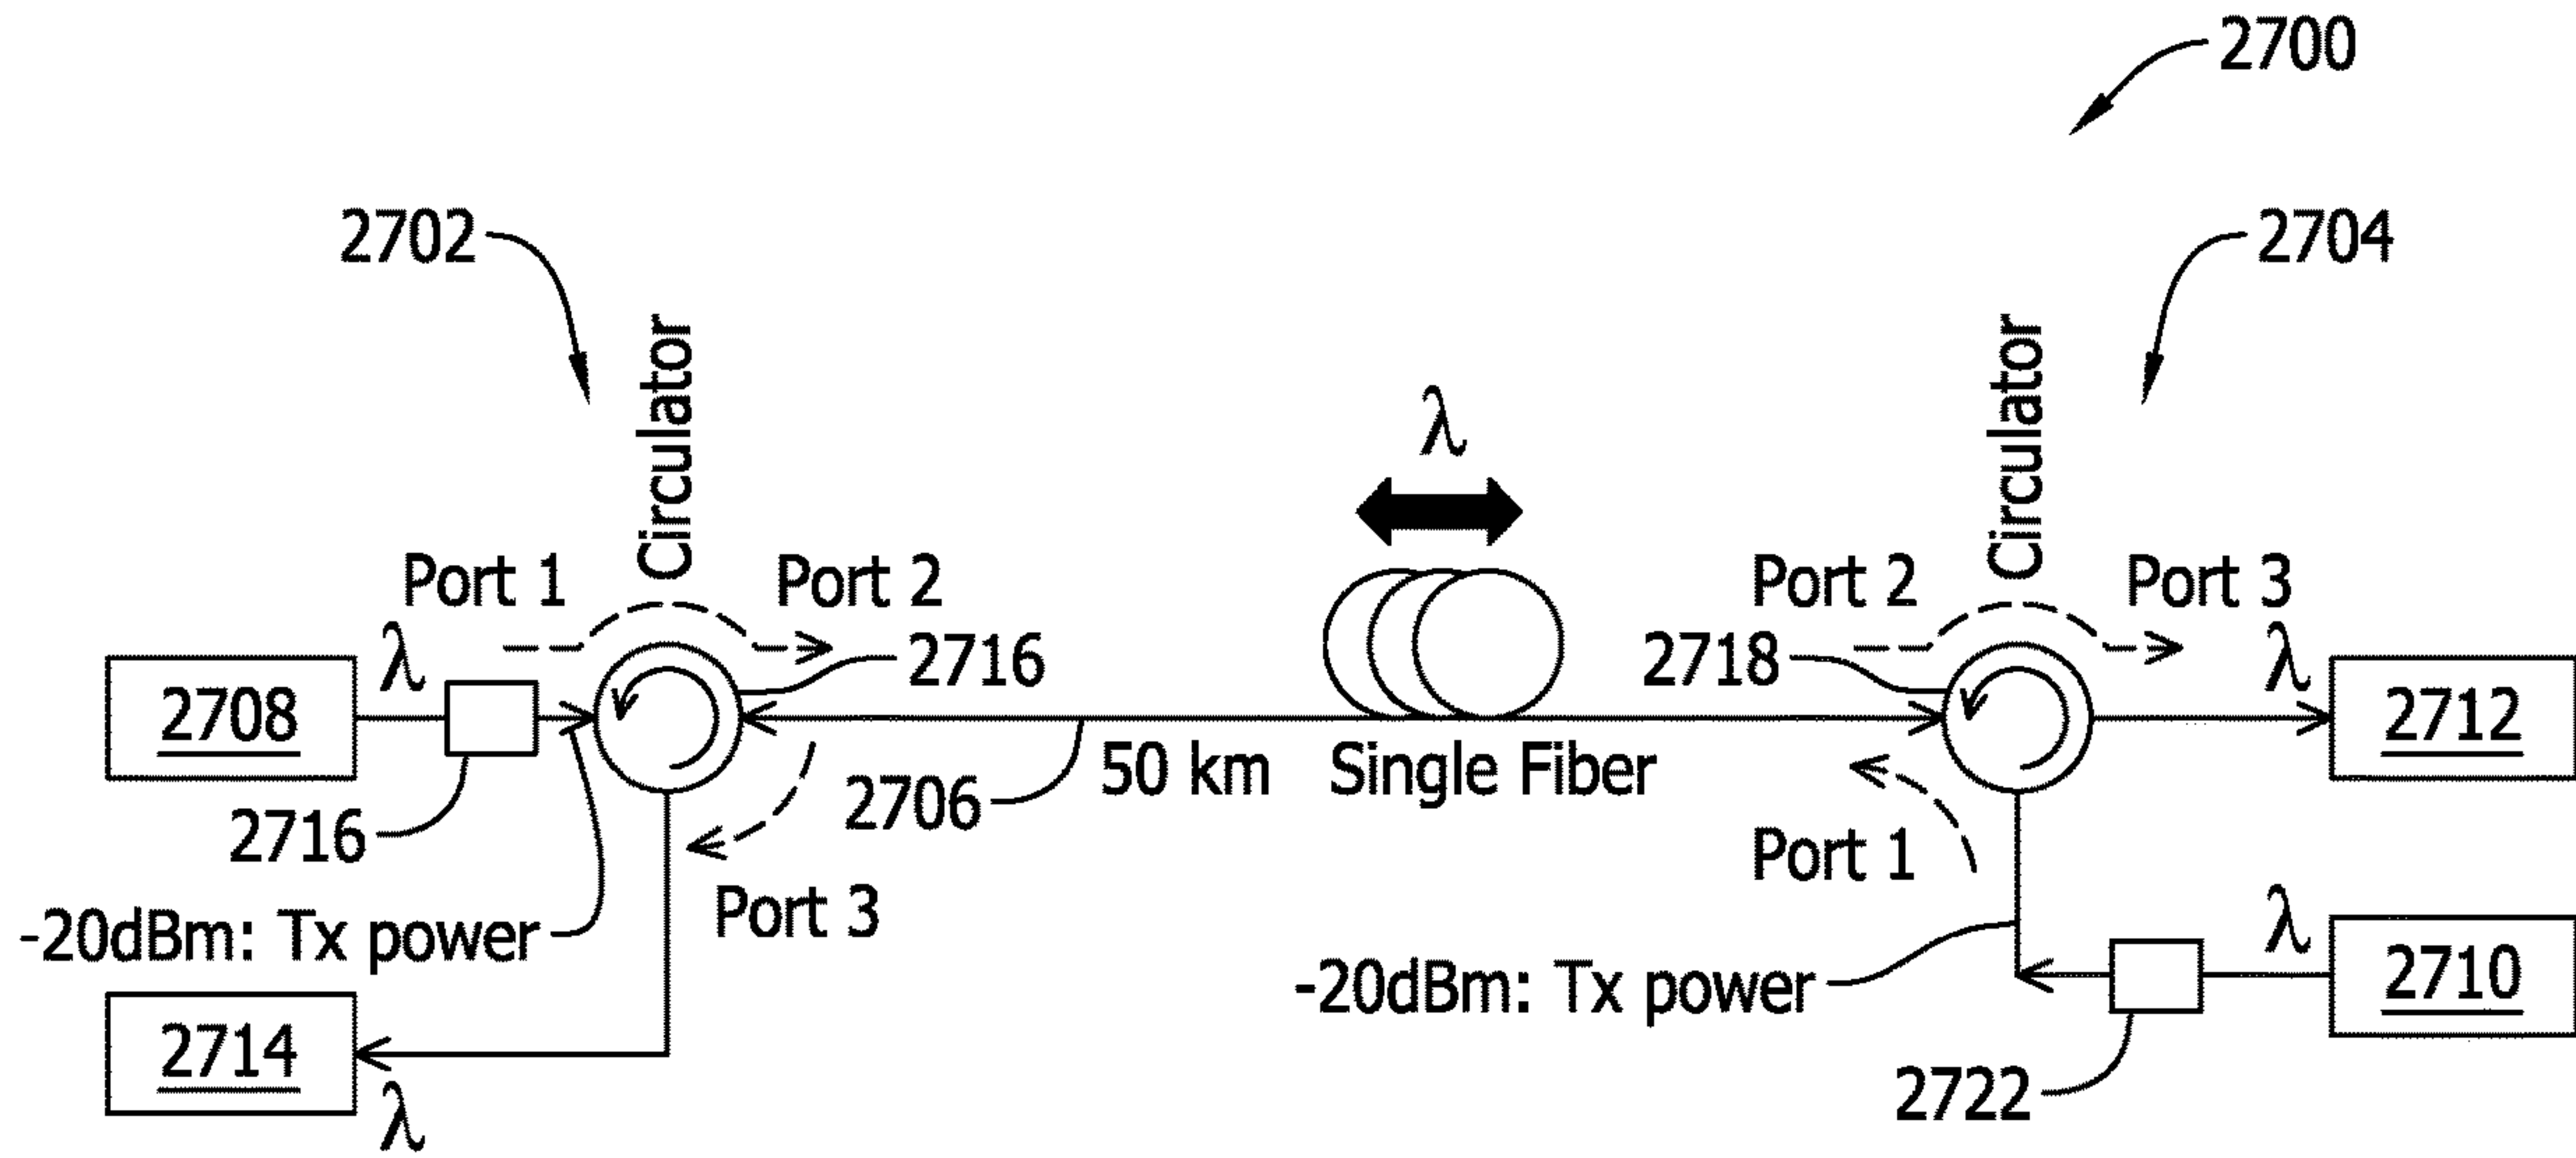 2700
2702
2704
Circulator
Circulator
λ
Port 1
Port 2
Port 2
Port 3
λ
2716
2718
λ
2708
2712
50 km
Single Fiber
2706
2716
Port 1
Port 3
-20dBm: Tx power
λ
-20dBm: Tx power
2710
2714
2722
λ